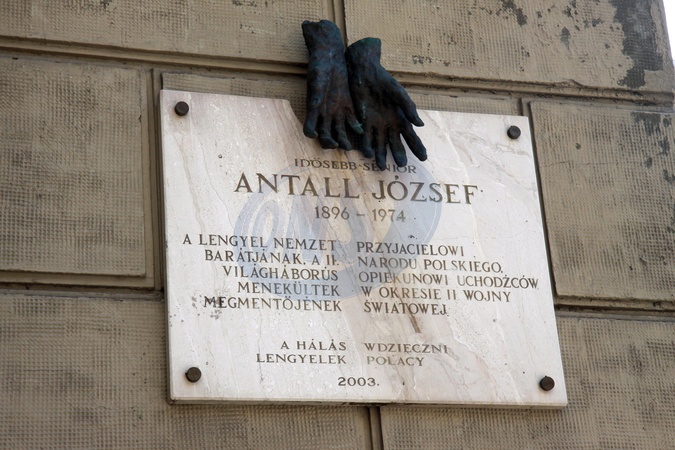 IDŐSEBB-SENIOR
ANTALL JÓZSEF
1896 – 1974
A LENGYEL NEMZET
BARÁTJÁNAK, A II.
VILÁGHÁBORÚS
MENEKÜLTEK
MEGMENTŐJÉNEK
PRZYJACIELOWI
NARODU POLSKIEGO,
OPIEKUNOWI UCHODŹCÓW
W OKRESIE II WOJNY
ŚWIATOWEJ
A HÁLÁS
LENGYELEK
WDZIĘCZNI
POLACY
2003.